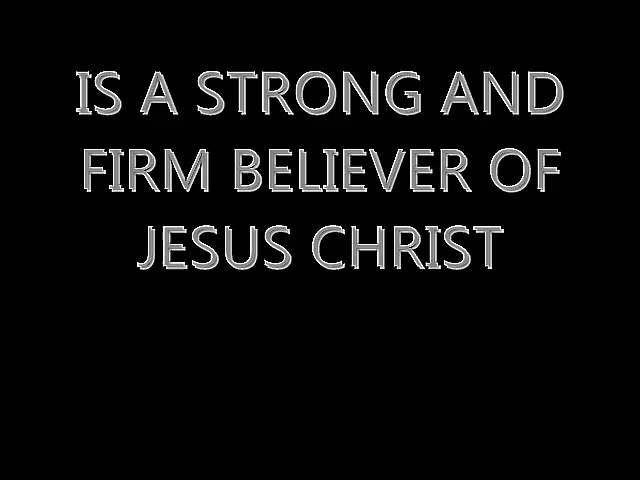 IS A STRONG AND
FIRM BELIEVER OF
JESUS CHRIST